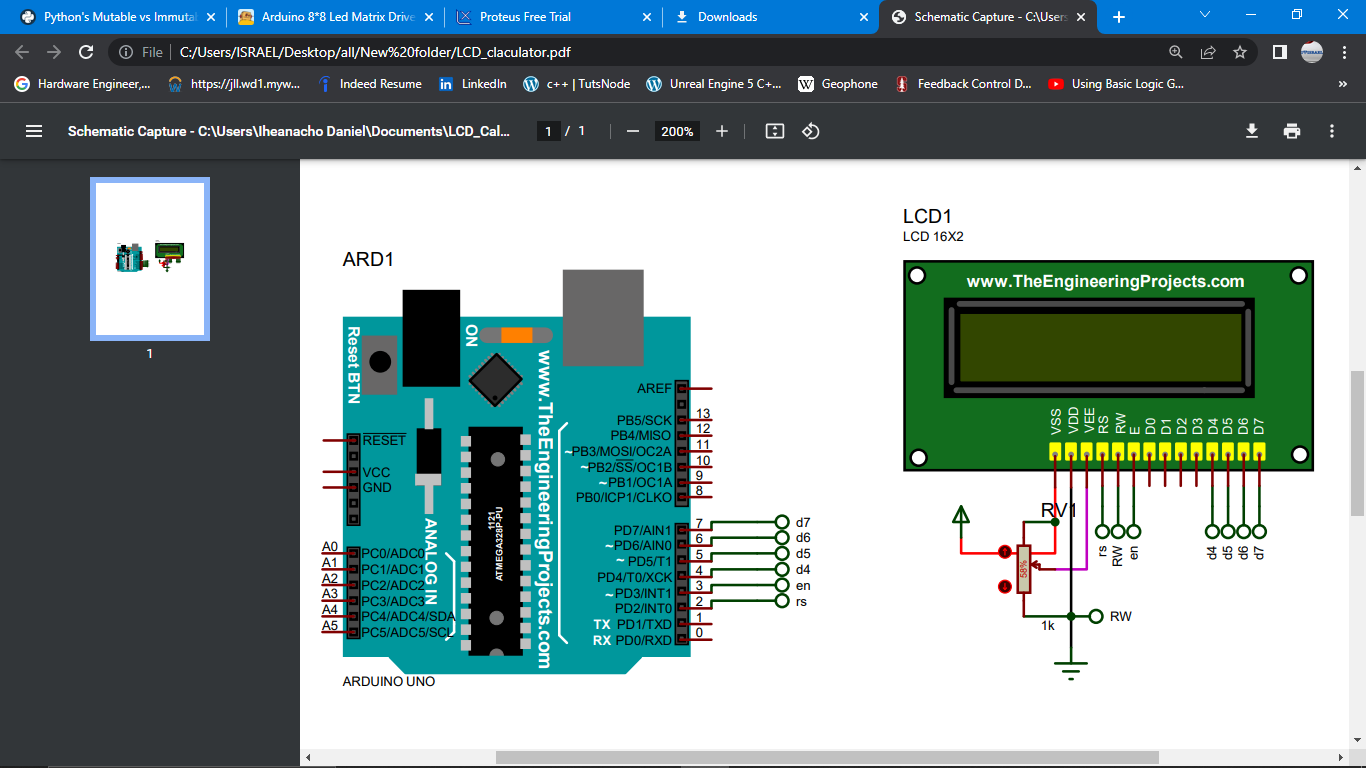 Python's Mutable vs Immuta
Arduino 8*8 Led Matrix Drive
Proteus Free Trial
Downloads
Schematic Capture - C:\Users
File
C:/Users/ISRAEL/Desktop/all/New%20folder/LCD_claculator.pdf
Hardware Engineer,...
https://jll.wd1.myw...
Indeed Resume
LinkedIn
c++ | TutsNode
Unreal Engine 5 C+...
Geophone
Feedback Control D...
Using Basic Logic G...
»
Schematic Capture - C:\Users\Iheanacho Daniel\Documents\LCD_Cal...
1 / 1
200%
1
ARD1
Reset BTN
ON
www.TheEngineeringProjects.com
ANALOG IN
1121
ATMEGA328P-PU
RESET
VCC
GND
A0 PC0/ADC0
A1 PC1/ADC1
A2 PC2/ADC2
A3 PC3/ADC3
A4 PC4/ADC4/SDA
A5 PC5/ADC5/SCL
AREF
PB5/SCK 13
PB4/MISO 12
~PB3/MOSI/OC2A 11
~PB2/SS/OC1B 10
~PB1/OC1A 9
PB0/ICP1/CLKO 8
PD7/AIN1 7 d7
~PD6/AIN0 6 d6
~PD5/T1 5 d5
PD4/T0/XCK 4 d4
~PD3/INT1 3 en
PD2/INT0 2 rs
TX PD1/TXD 1
RX PD0/RXD 0
ARDUINO UNO
LCD1
LCD 16X2
www.TheEngineeringProjects.com
VSS
VDD
VEE
RS
RW
E
D0
D1
D2
D3
D4
D5
D6
D7
RV1
rs
RW
en
d4
d5
d6
d7
58%
RW
1k